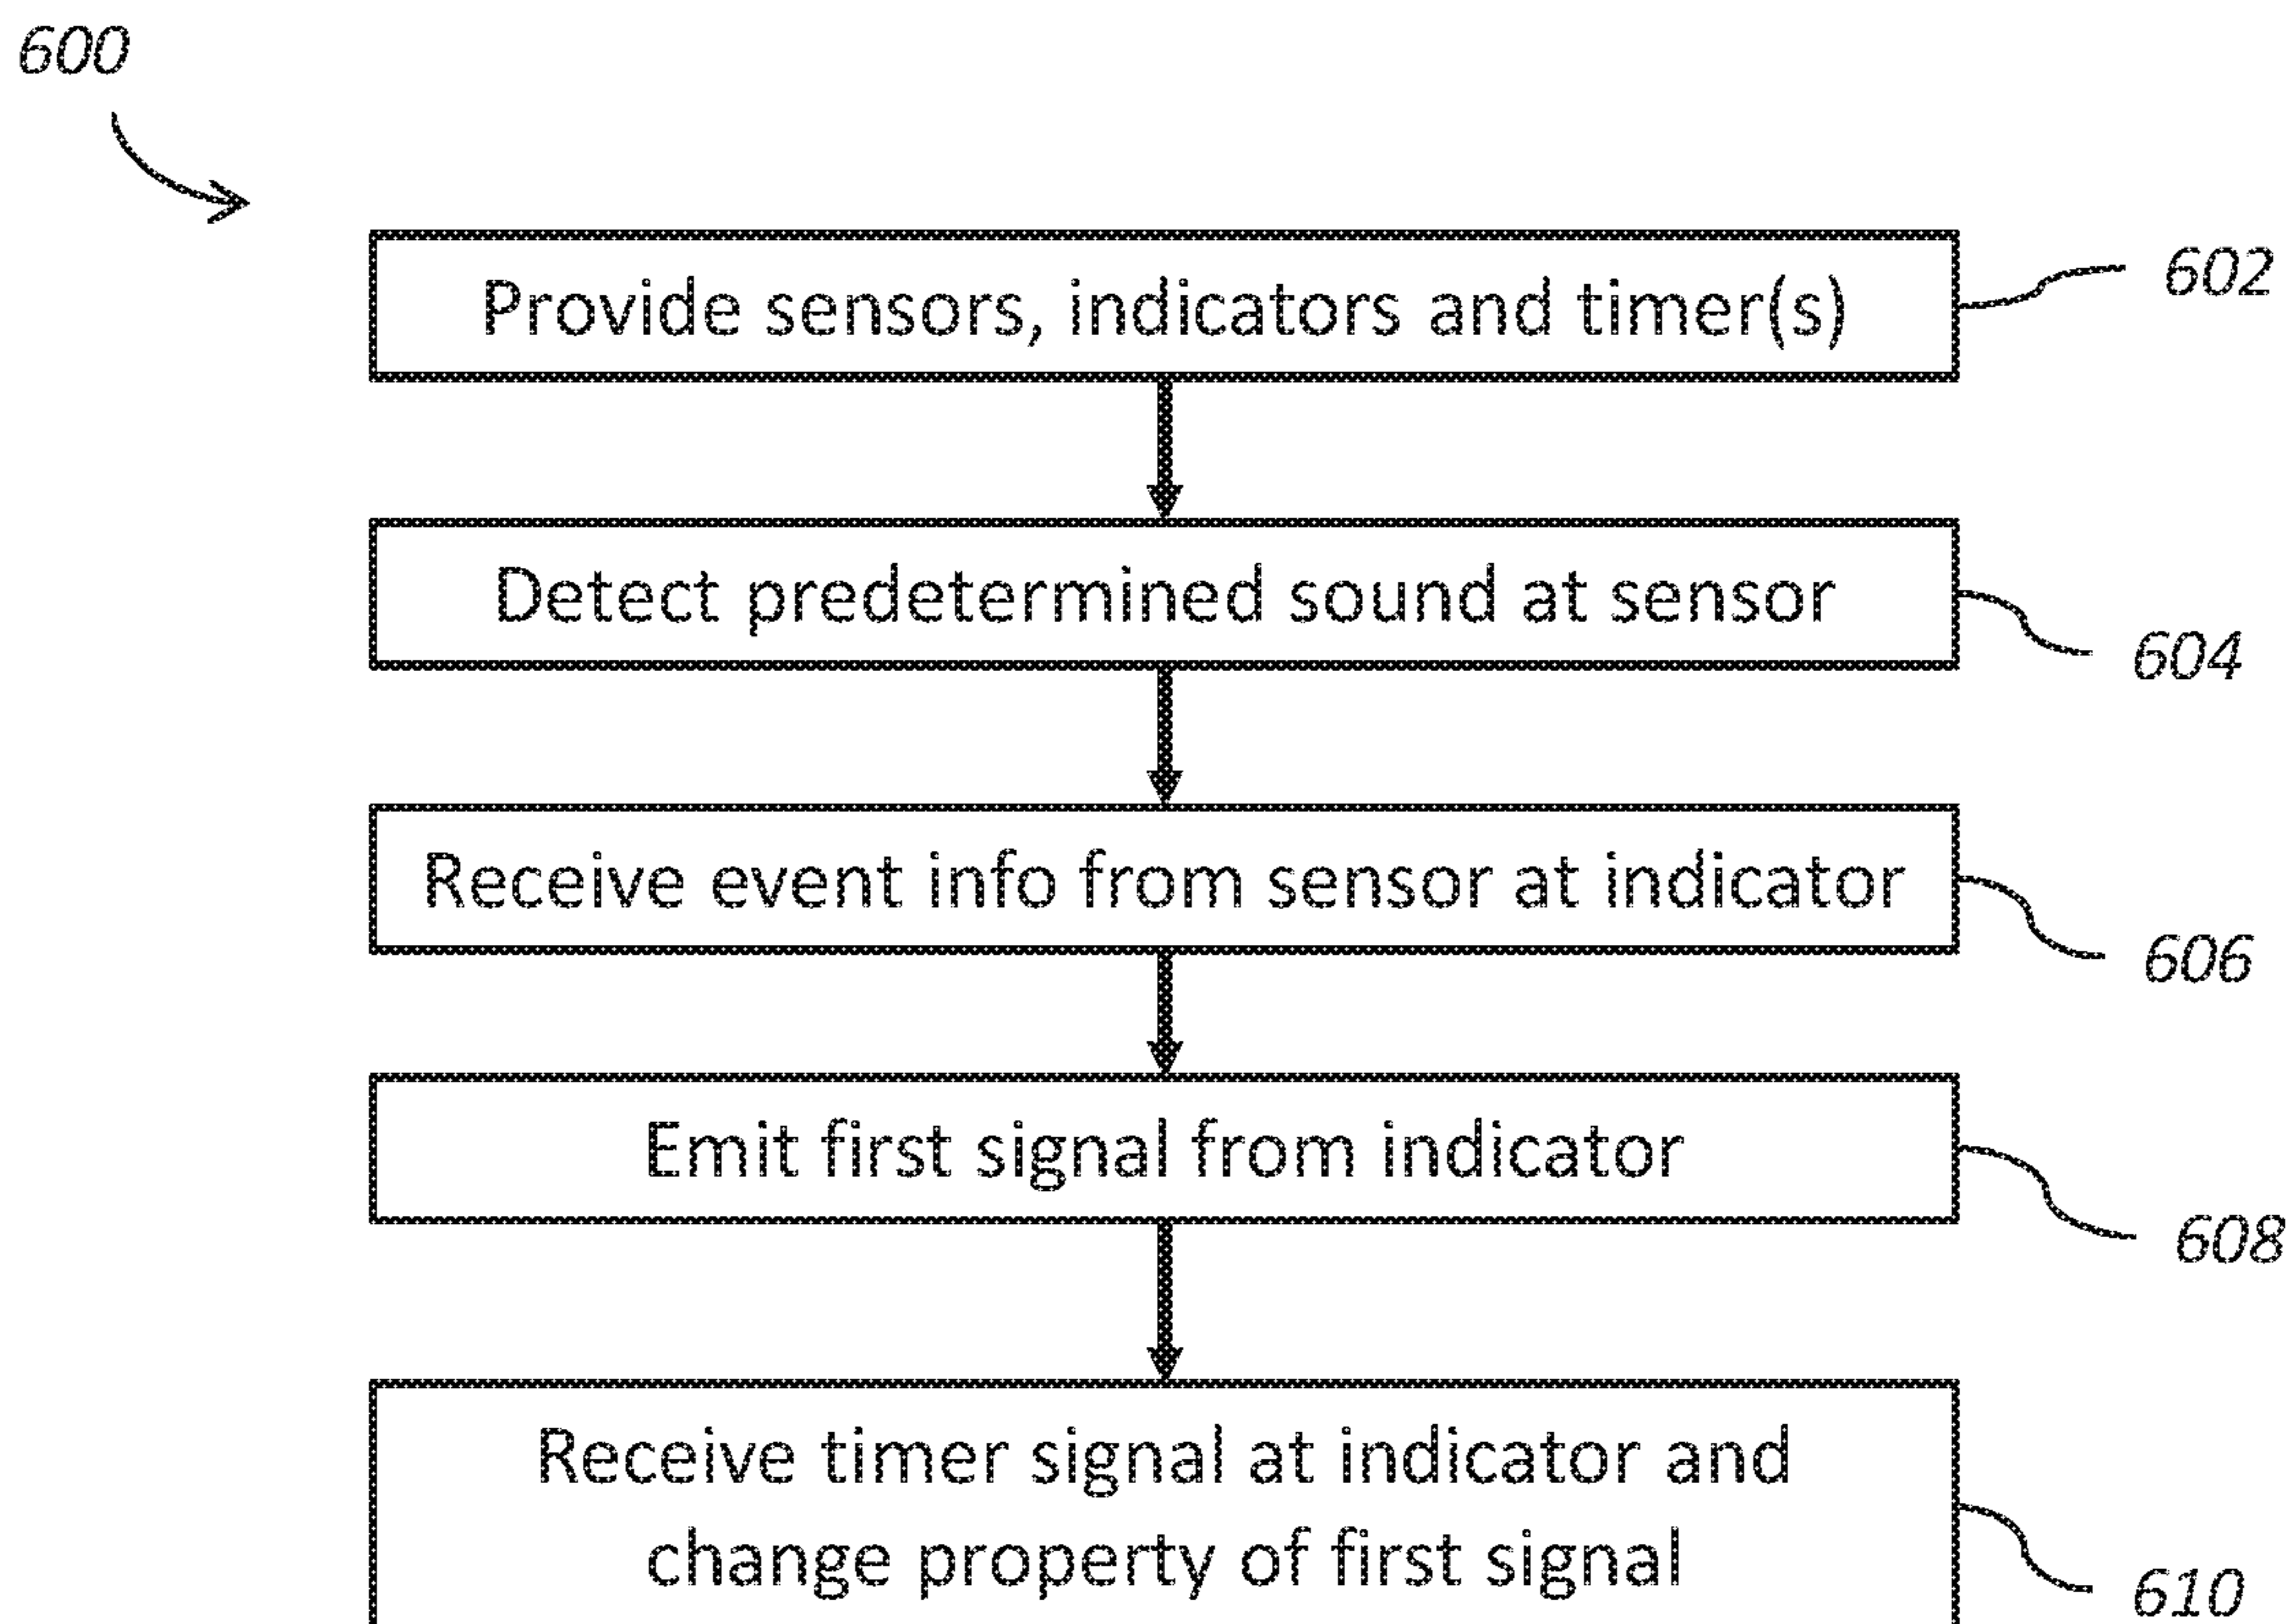 600
Provide sensors, indicators and timer(s)
602
Detect predetermined sound at sensor
604
Receive event info from sensor at indicator
606
Emit first signal from indicator
608
Receive timer signal at indicator and
change property of first signal
610